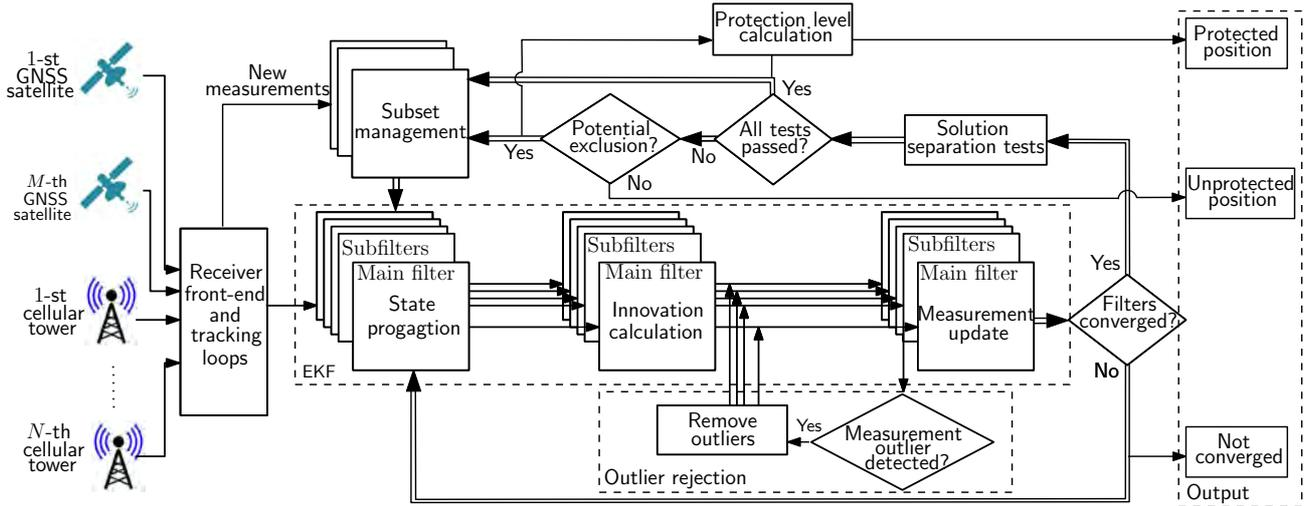 1-st
GNSS
satellite
M-th
GNSS
satellite
1-st
cellular
tower
N-th
cellular
tower
Receiver
front-end
and
tracking
loops
New
measurements
Subset
management
Protection level
calculation
Yes
All tests
passed?
No
Potential
exclusion?
Yes
No
Solution
separation tests
Subfilters
Main filter
State
progagtion
Subfilters
Main filter
Innovation
calculation
Subfilters
Main filter
Measurement
update
EKF
Filters
converged?
Yes
No
Remove
outliers
Yes
Measurement
outlier
detected?
Outlier rejection
Protected
position
Unprotected
position
Not
converged
Output